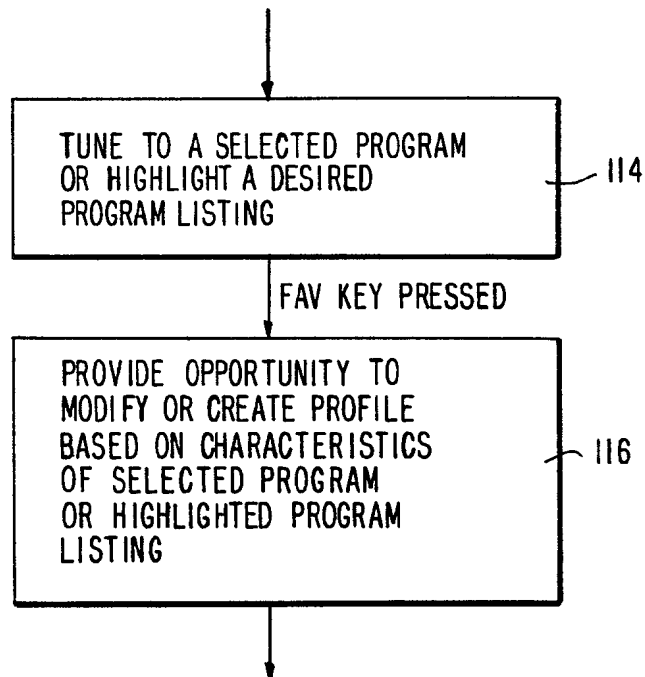 TUNE TO A SELECTED PROGRAM
OR HIGHLIGHT A DESIRED
PROGRAM LISTING
114
FAV KEY PRESSED
PROVIDE OPPORTUNITY TO
MODIFY OR CREATE PROFILE
BASED ON CHARACTERISTICS
OF SELECTED PROGRAM
OR HIGHLIGHTED PROGRAM
LISTING
116